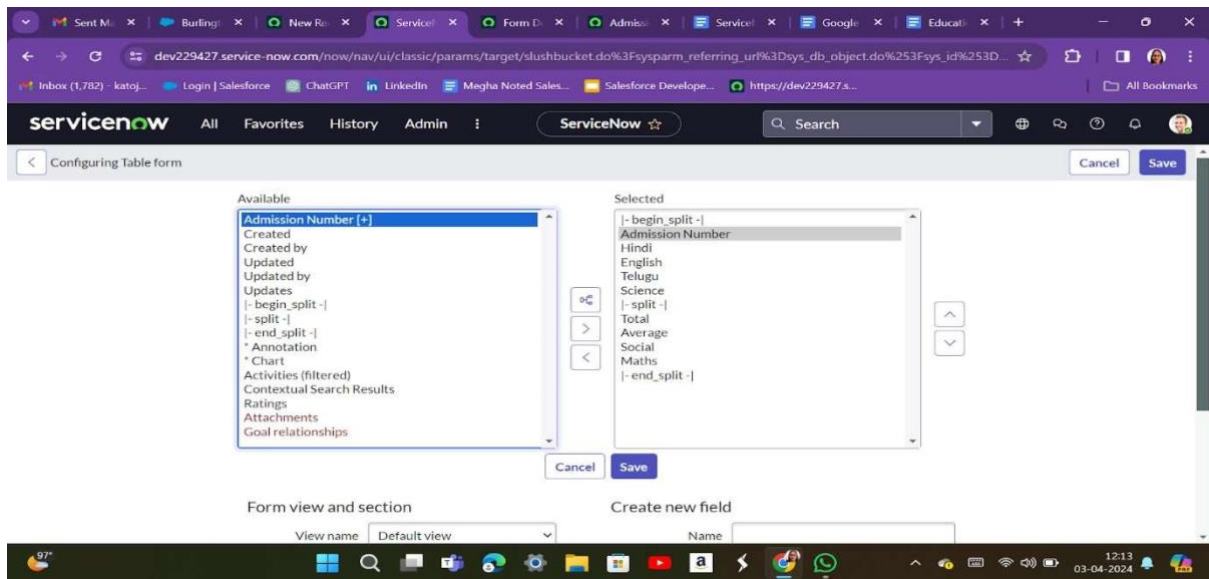 Sent Ma Burlingt New Re Service Form D Admiss Service Google Educati
dev229427.service-now.com/now/nav/ui/classic/params/target/slushbucket.do%3Fsysparm_referring_url%3Dsys_db_object.do%253Fsys_id%253D...
Inbox (1,782) - katoj... Login | Salesforce ChatGPT LinkedIn Megha Noted Sales... Salesforce Develope... https://dev229427.s... All Bookmarks
servicenow All Favorites History Admin ServiceNow Search
Configuring Table form Cancel Save
Available
Admission Number [+]
Created
Created by
Updated
Updated by
Updates
|- begin_split -|
|- split -|
|- end_split -|
* Annotation
* Chart
Activities (filtered)
Contextual Search Results
Ratings
Attachments
Goal relationships
Selected
|- begin_split -|
Admission Number
Hindi
English
Telugu
Science
|- split -|
Total
Average
Social
Maths
|- end_split -|
Cancel Save
Form view and section
View name Default view
Create new field
Name
97°
12:13
03-04-2024